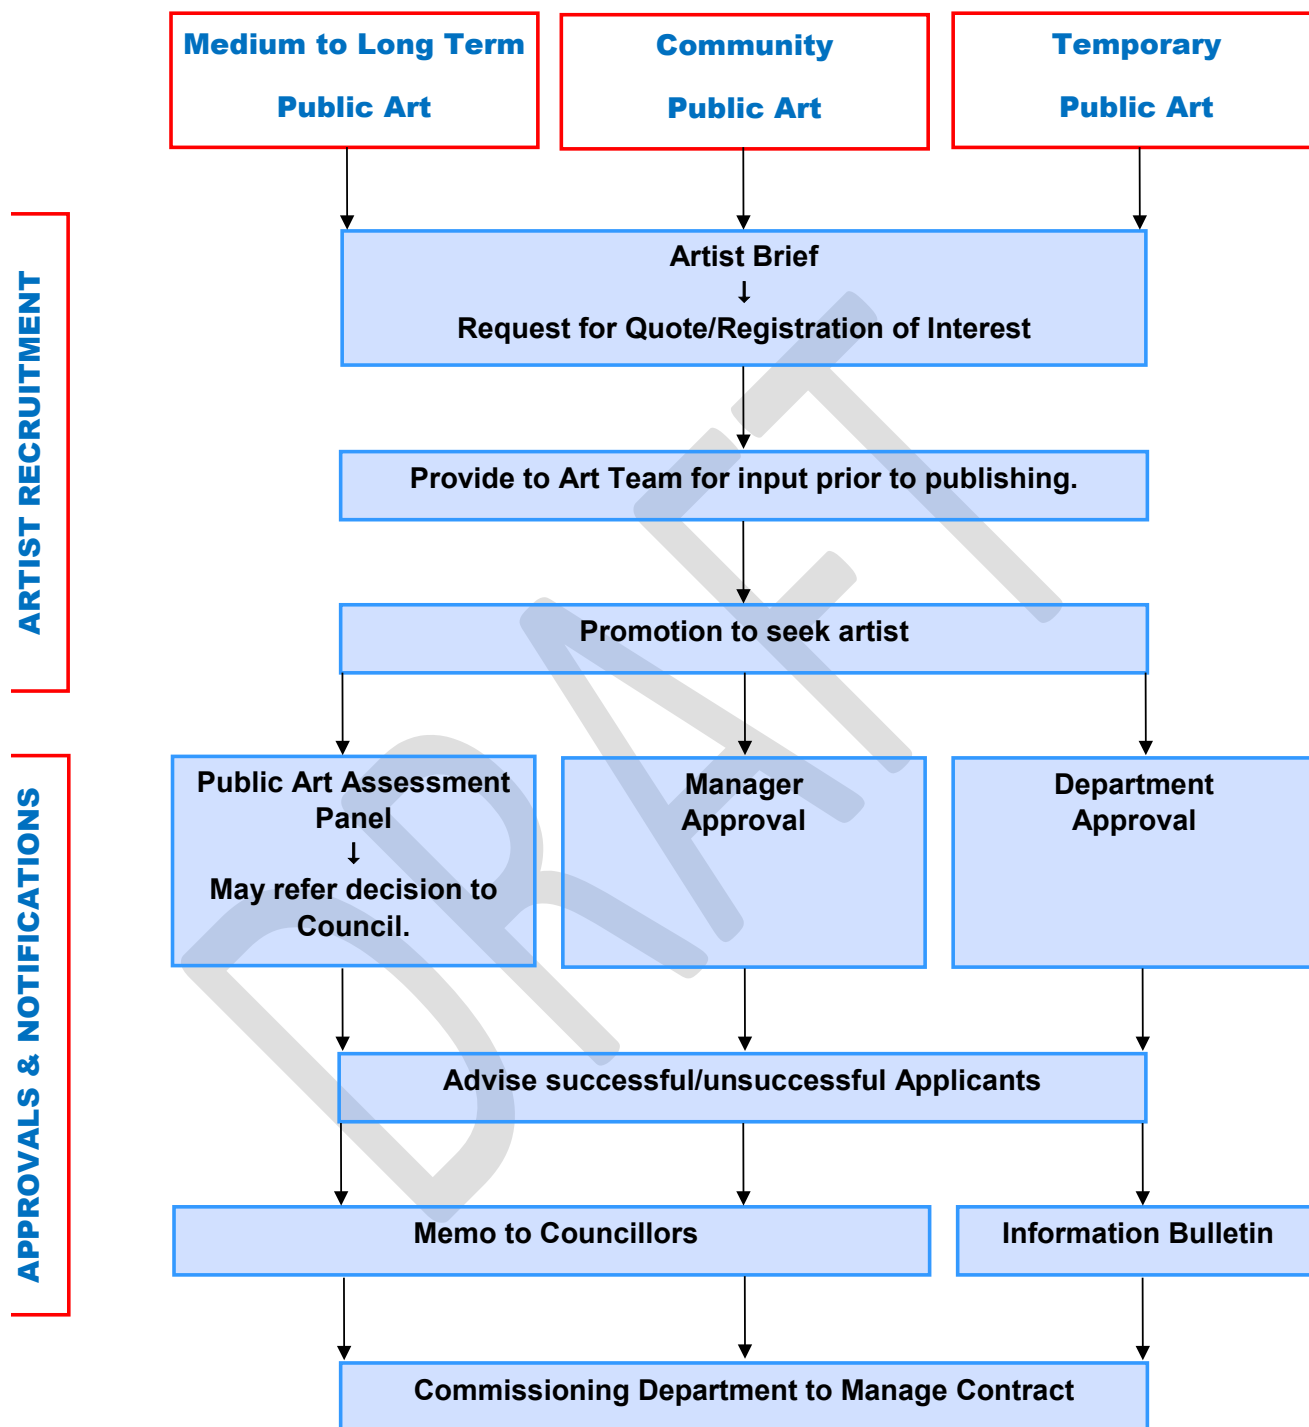 Medium to Long Term
Public Art
Community
Public Art
Temporary
Public Art
ARTIST RECRUITMENT
Artist Brief
↓
Request for Quote/Registration of Interest
Provide to Art Team for input prior to publishing.
Promotion to seek artist
APPROVALS & NOTIFICATIONS
Public Art Assessment
Panel
↓
May refer decision to
Council.
Manager
Approval
Department
Approval
Advise successful/unsuccessful Applicants
Memo to Councillors
Information Bulletin
Commissioning Department to Manage Contract
DRAFT